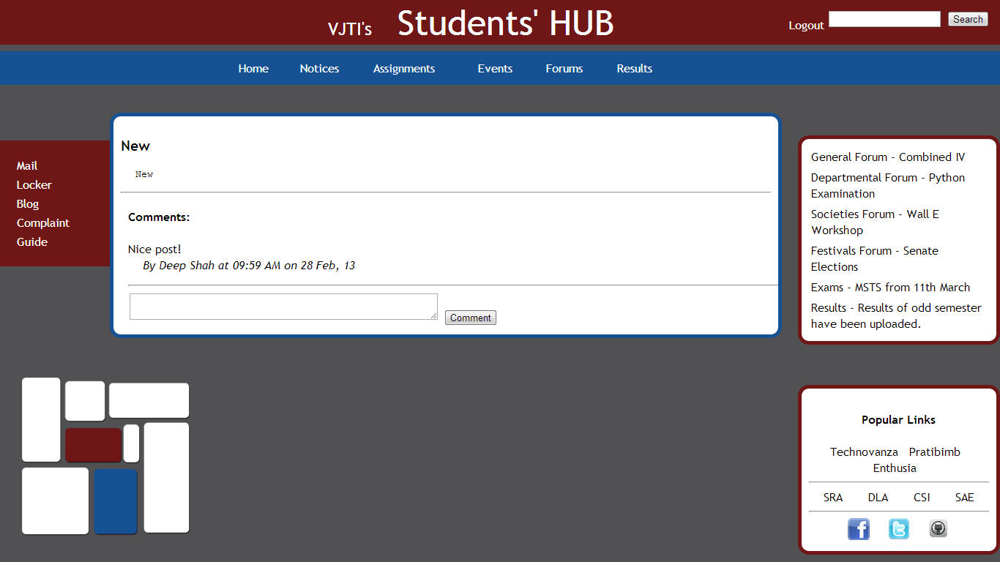 VJTI's Students' HUB
Logout Search
Home Notices Assignments Events Forums Results
Mail
Locker
Blog
Complaint
Guide
New
New
Comments:
Nice post!
By Deep Shah at 09:59 AM on 28 Feb, 13
Comment
General Forum - Combined IV
Departmental Forum - Python
Examination
Societies Forum - Wall E
Workshop
Festivals Forum - Senate
Elections
Exams - MSTS from 11th March
Results - Results of odd semester
have been uploaded.
Popular Links
Technovanza Pratibimb
Enthusia
SRA DLA CSI SAE